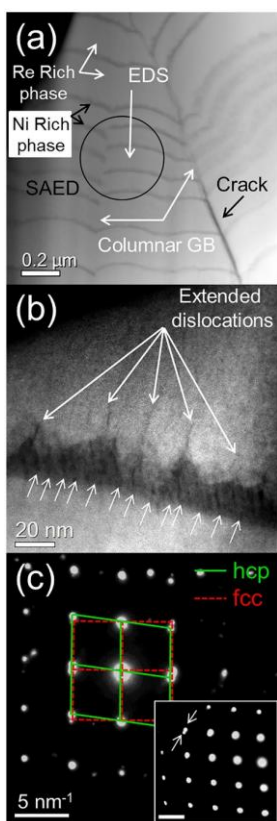 (a)
Re Rich
phase
EDS
Ni Rich
phase
SAED
Crack
Columnar GB
0.2 µm
(b)
Extended
dislocations
20 nm
(c)
hcp
fcc
5 nm⁻¹